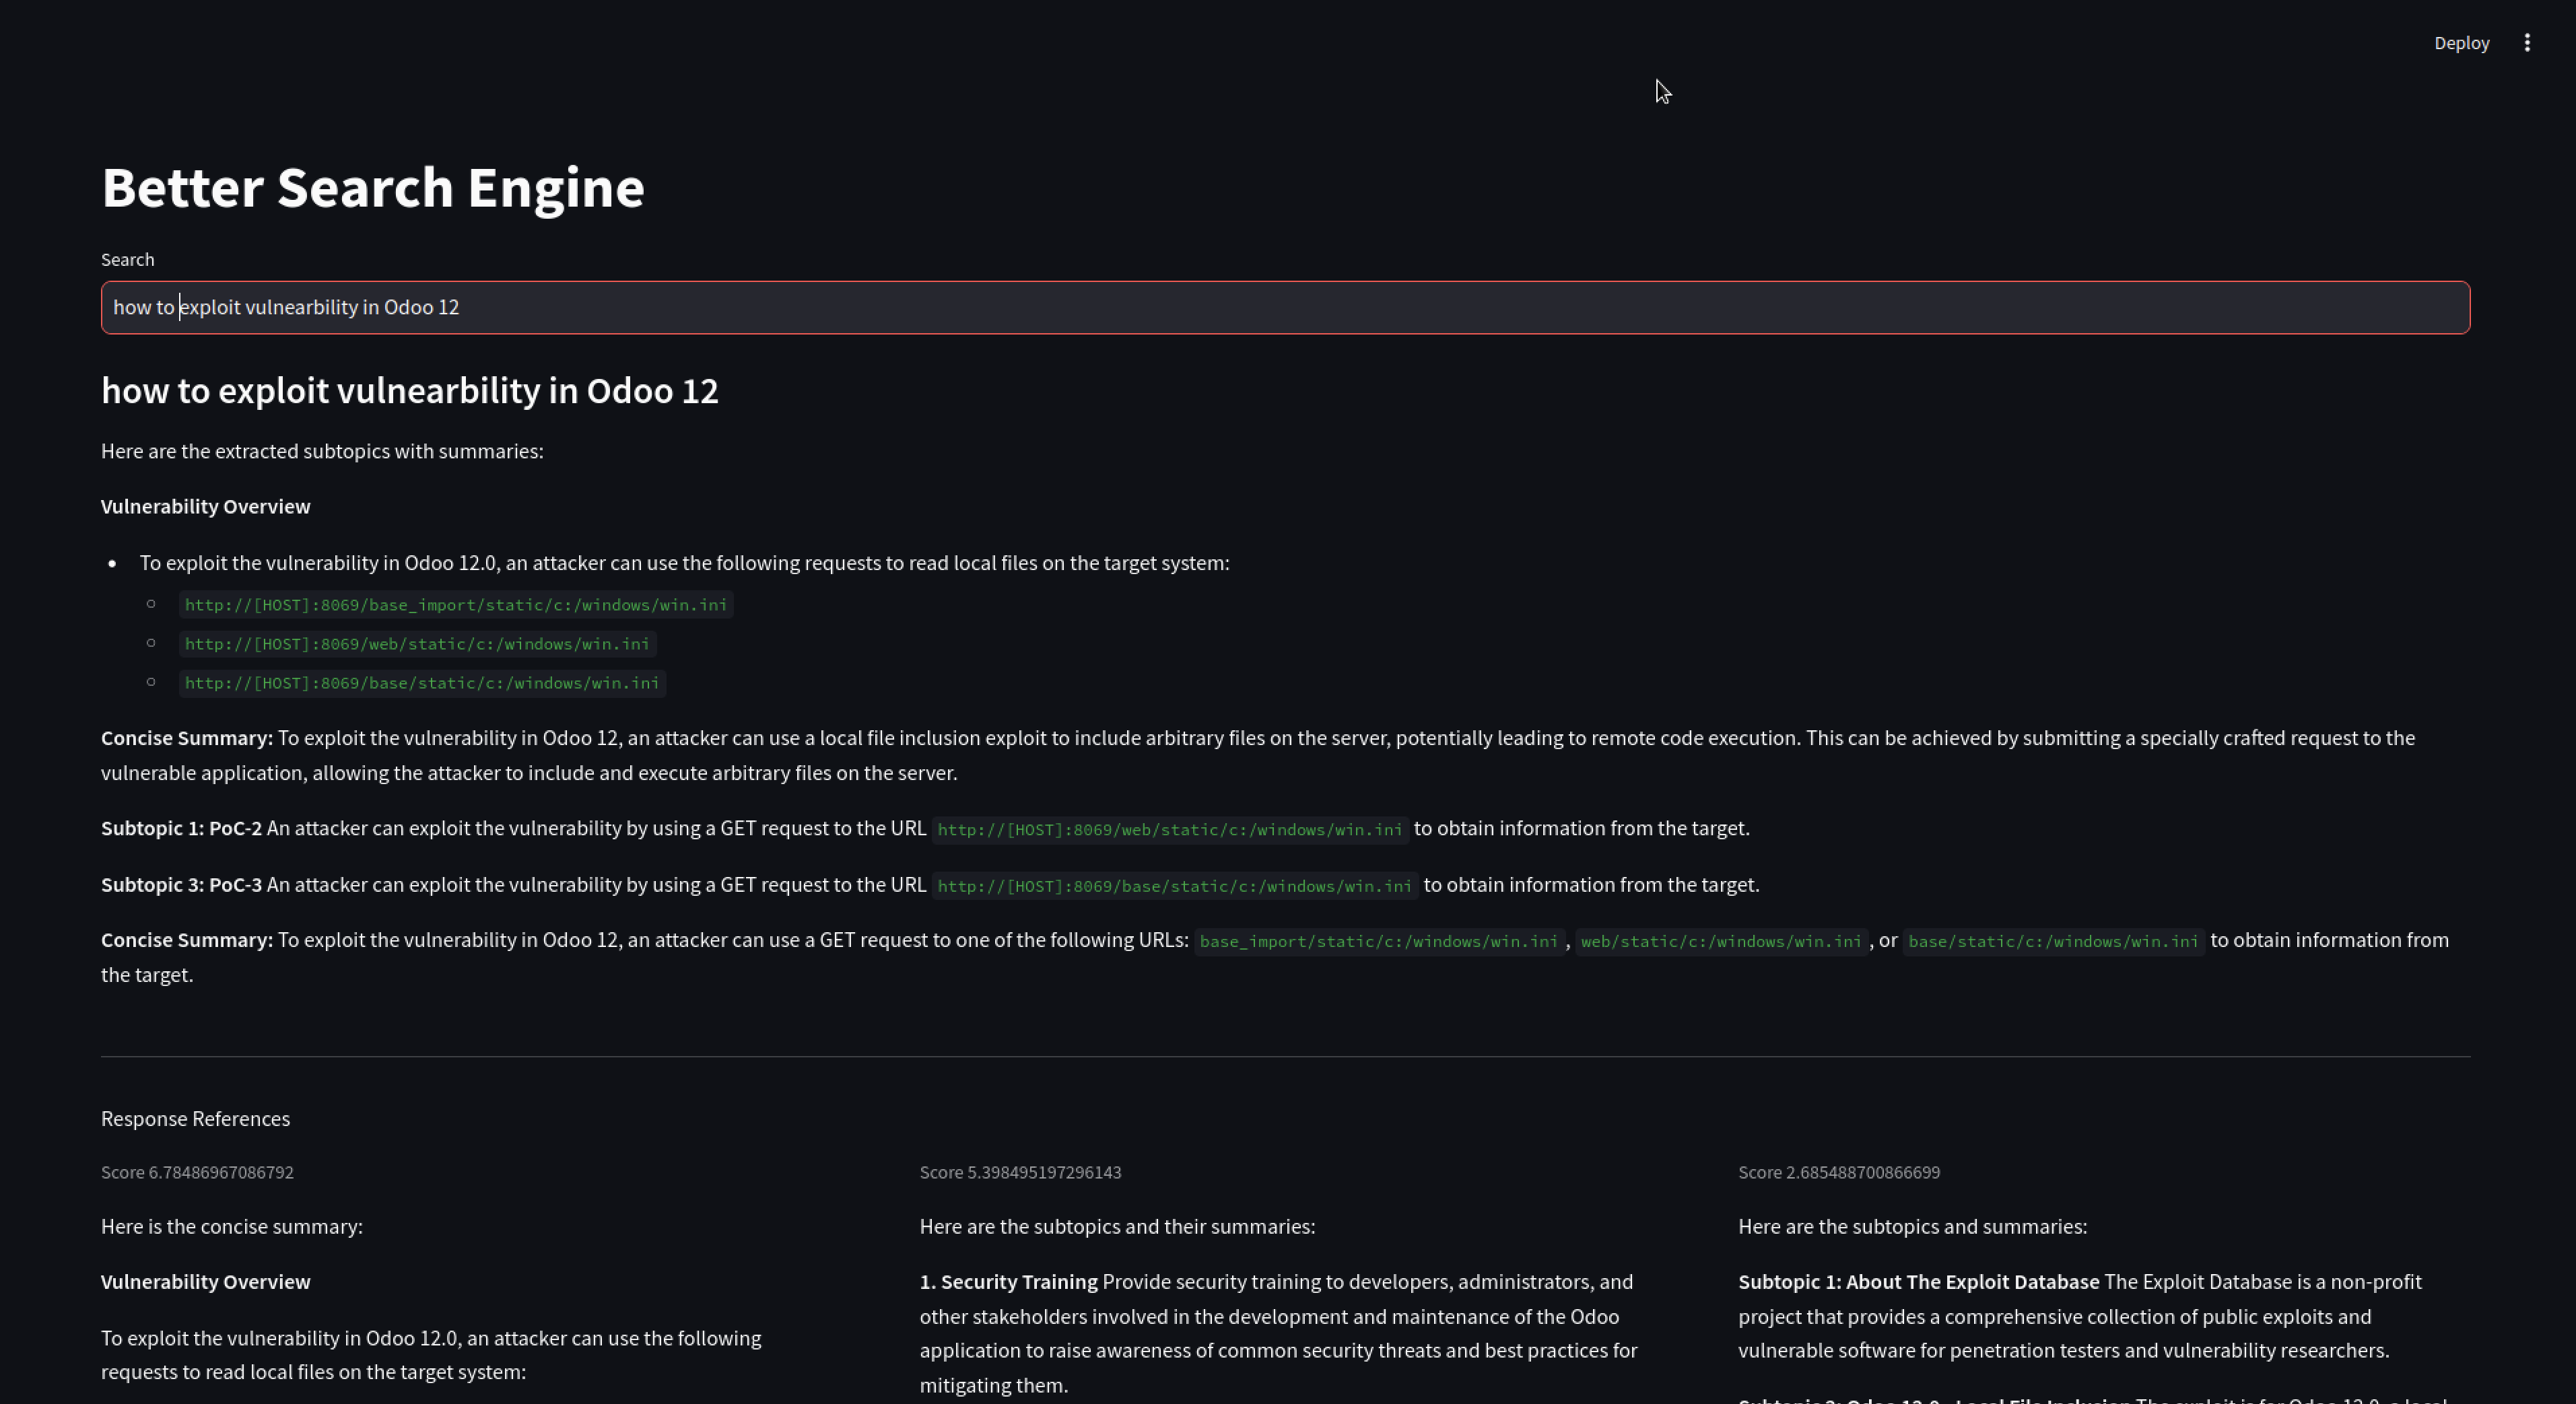 Deploy
Better Search Engine
Search
how to exploit vulnearbility in Odoo 12
how to exploit vulnearbility in Odoo 12
Here are the extracted subtopics with summaries:
Vulnerability Overview
To exploit the vulnerability in Odoo 12.0, an attacker can use the following requests to read local files on the target system:
http://[HOST]:8069/base_import/static/c:/windows/win.ini
http://[HOST]:8069/web/static/c:/windows/win.ini
http://[HOST]:8069/base/static/c:/windows/win.ini
Concise Summary: To exploit the vulnerability in Odoo 12, an attacker can use a local file inclusion exploit to include arbitrary files on the server, potentially leading to remote code execution. This can be achieved by submitting a specially crafted request to the
vulnerable application, allowing the attacker to include and execute arbitrary files on the server.
Subtopic 1: PoC-2 An attacker can exploit the vulnerability by using a GET request to the URL http://[HOST]:8069/web/static/c:/windows/win.ini to obtain information from the target.
Subtopic 3: PoC-3 An attacker can exploit the vulnerability by using a GET request to the URL http://[HOST]:8069/base/static/c:/windows/win.ini to obtain information from the target.
Concise Summary: To exploit the vulnerability in Odoo 12, an attacker can use a GET request to one of the following URLs: base_import/static/c:/windows/win.ini, web/static/c:/windows/win.ini, or base/static/c:/windows/win.ini to obtain information from
the target.
Response References
Score 6.78486967086792
Here is the concise summary:
Vulnerability Overview
To exploit the vulnerability in Odoo 12.0, an attacker can use the following
requests to read local files on the target system:
Score 5.398495197296143
Here are the subtopics and their summaries:
1. Security Training Provide security training to developers, administrators, and
other stakeholders involved in the development and maintenance of the Odoo
application to raise awareness of common security threats and best practices for
mitigating them.
Score 2.685488700866699
Here are the subtopics and summaries:
Subtopic 1: About The Exploit Database The Exploit Database is a non-profit
project that provides a comprehensive collection of public exploits and
vulnerable software for penetration testers and vulnerability researchers.